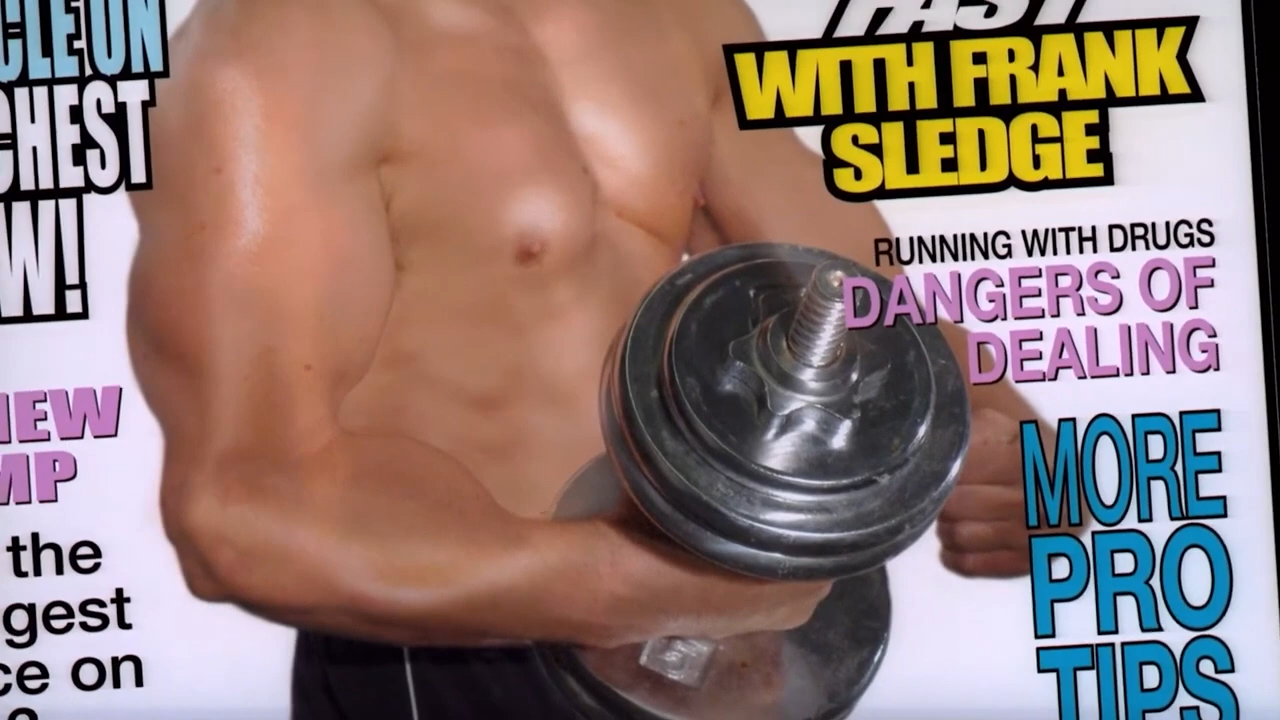 CLE ON
CHEST
W!
EW
MP
the
gest
ce on
FAST
WITH FRANK
SLEDGE
RUNNING WITH DRUGS
DANGERS OF
DEALING
MORE
PRO
TIPS